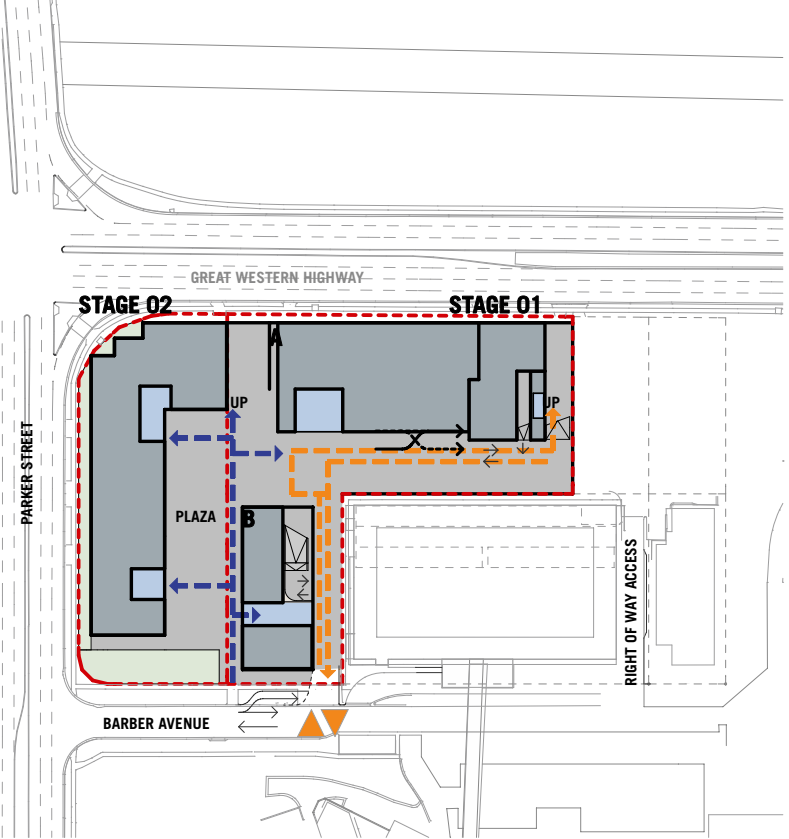 GREAT WESTERN HIGHWAY
STAGE 02
STAGE 01
A
UP
UP
PARKER STREET
PLAZA
B
RIGHT OF WAY ACCESS
BARBER AVENUE